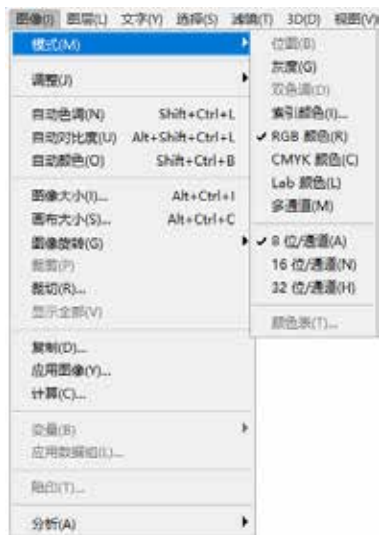 图像(I) 图层(L) 文字(Y) 选择(S) 滤镜(T) 3D(D) 视图(V)
模式(M)
调整(J)
自动色调(N) Shift+Ctrl+L
自动对比度(U) Alt+Shift+Ctrl+L
自动颜色(O) Shift+Ctrl+B
图像大小(I)... Alt+Ctrl+I
画布大小(S)... Alt+Ctrl+C
图像旋转(G)
裁剪(P)
裁切(R)...
显示全部(V)
复制(D)...
应用图像(Y)...
计算(C)...
变量(B)
应用数据组(L)...
陷印(T)...
分析(A)
位图(B)
灰度(G)
双色调(D)
索引颜色(I)...
✓ RGB 颜色(R)
CMYK 颜色(C)
Lab 颜色(L)
多通道(M)
✓ 8 位/通道(A)
16 位/通道(N)
32 位/通道(H)
颜色表(T)...